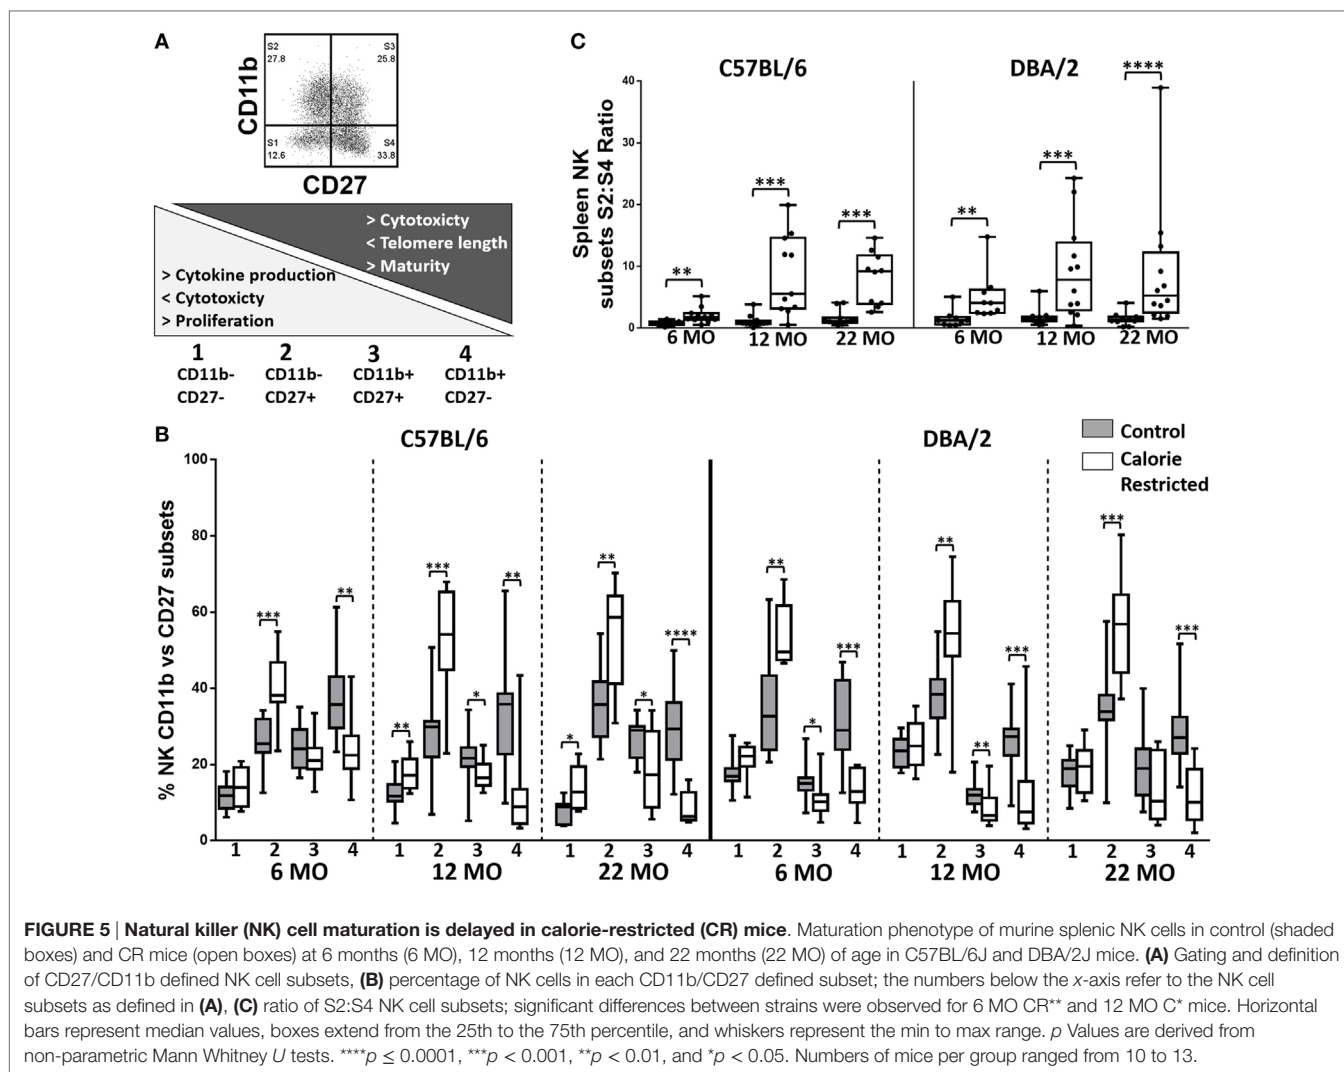 A
CD11b
S2
27.8
S3
25.8
S1
12.6
S4
33.8
CD27
> Cytotoxicty
< Telomere length
> Maturity
> Cytokine production
< Cytotoxicty
> Proliferation
1 2 3 4
CD11b- CD11b- CD11b+ CD11b+
CD27- CD27+ CD27+ CD27-
C
C57BL/6 DBA/2
Spleen NK
subsets S2:S4 Ratio
40
30
20
10
0
** *** *** ** *** ****
6 MO 12 MO 22 MO 6 MO 12 MO 22 MO
B
C57BL/6 DBA/2
Control
Calorie
Restricted
% NK CD11b vs CD27 subsets
100
80
60
40
20
0
*** ** ** *** * ** * ** * **** ** * *** ** ** *** *** ***
1 2 3 4 1 2 3 4 1 2 3 4 1 2 3 4 1 2 3 4 1 2 3 4
6 MO 12 MO 22 MO 6 MO 12 MO 22 MO
FIGURE 5 | Natural killer (NK) cell maturation is delayed in calorie-restricted (CR) mice. Maturation phenotype of murine splenic NK cells in control (shaded
boxes) and CR mice (open boxes) at 6 months (6 MO), 12 months (12 MO), and 22 months (22 MO) of age in C57BL/6J and DBA/2J mice. (A) Gating and definition
of CD27/CD11b defined NK cell subsets, (B) percentage of NK cells in each CD11b/CD27 defined subset; the numbers below the x-axis refer to the NK cell
subsets as defined in (A), (C) ratio of S2:S4 NK cell subsets; significant differences between strains were observed for 6 MO CR** and 12 MO C* mice. Horizontal
bars represent median values, boxes extend from the 25th to the 75th percentile, and whiskers represent the min to max range. p Values are derived from
non-parametric Mann Whitney U tests. ****p ≤ 0.0001, ***p < 0.001, **p < 0.01, and *p < 0.05. Numbers of mice per group ranged from 10 to 13.